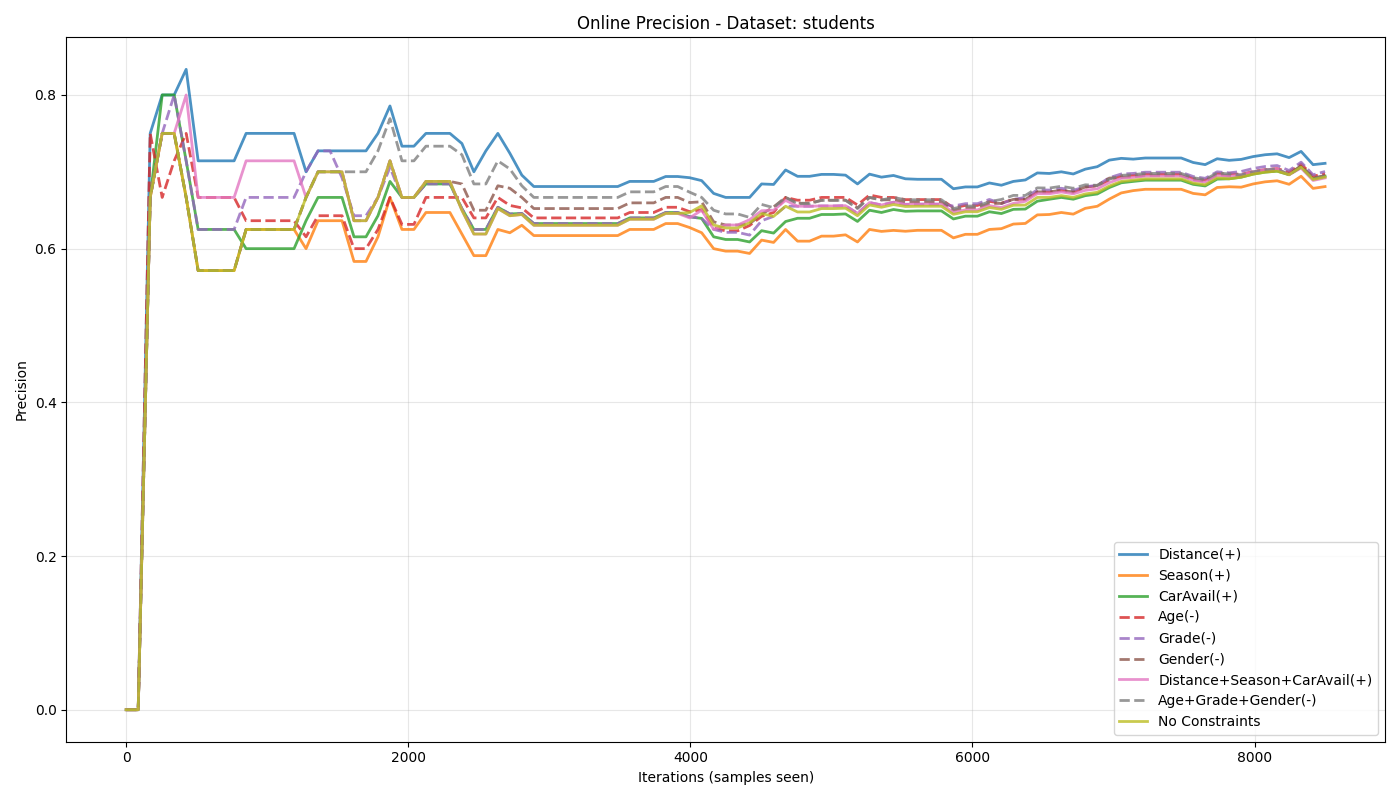 Online Precision - Dataset: students
Precision
0.8
0.6
0.4
0.2
0.0
0
2000
4000
6000
8000
Iterations (samples seen)
Distance(+)
Season(+)
CarAvail(+)
Age(-)
Grade(-)
Gender(-)
Distance+Season+CarAvail(+)
Age+Grade+Gender(-)
No Constraints